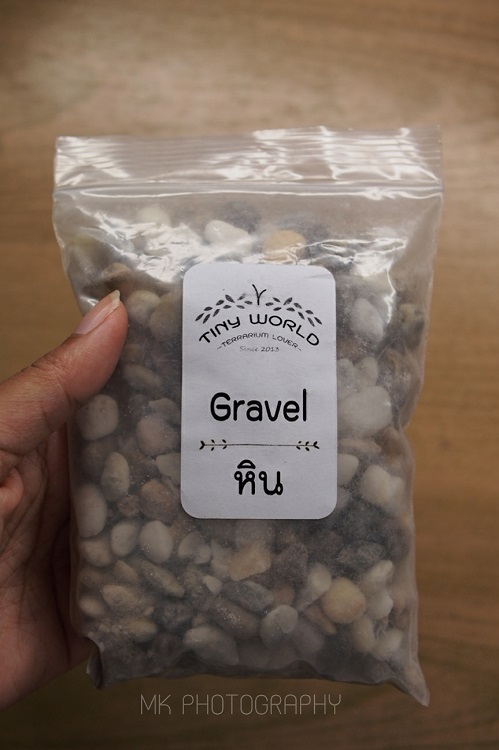 TINY WORLD
-TERRARIUM LOVER-
Since 2013
Gravel
หิน
MK PHOTOGRAPHY